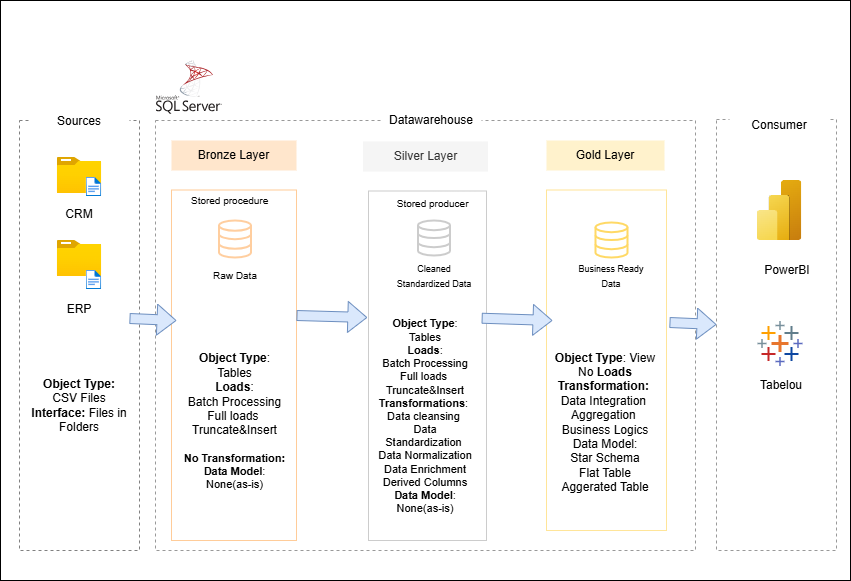 Microsoft
SQL Server
Sources
CRM
ERP
Object Type:
CSV Files
Interface: Files in
Folders
Datawarehouse
Bronze Layer
Stored procedure
Raw Data
Object Type:
Tables
Loads:
Batch Processing
Full loads
Truncate&Insert
No Transformation:
Data Model:
None(as-is)
Silver Layer
Stored producer
Cleaned
Standardized Data
Object Type:
Tables
Loads:
Batch Processing
Full loads
Truncate&Insert
Transformations:
Data cleansing
Data
Standardization
Data Normalization
Data Enrichment
Derived Columns
Data Model:
None(as-is)
Gold Layer
Business Ready
Data
Object Type: View
No Loads
Transformation:
Data Integration
Aggregation
Business Logics
Data Model:
Star Schema
Flat Table
Aggerated Table
Consumer
PowerBI
Tabelou